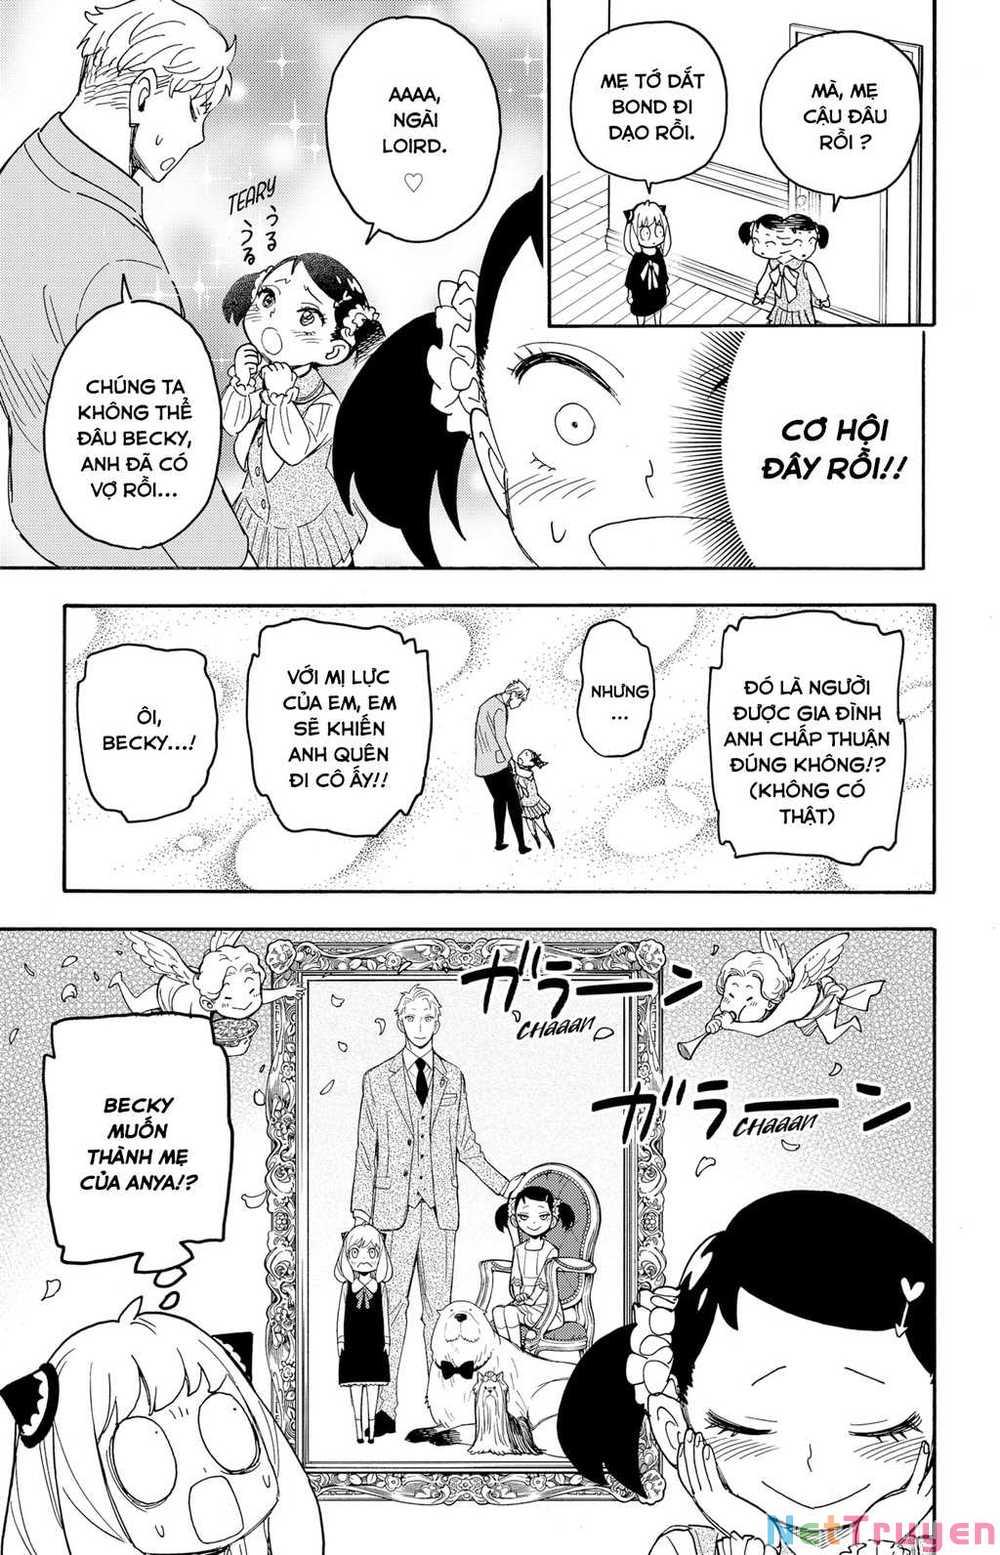 MÀ, MẸ
CẬU ĐÂU
RỒI ?
MẸ TỚ DẮT
BOND ĐI
DẠO RỒI.
CƠ HỘI
ĐÂY RỒI!!
AAAA,
NGÀI
LOIRD.
♡
TEARY
うる
うる
CHÚNG TA
KHÔNG THỂ
ĐÂU BECKY,
ANH ĐÃ CÓ
VỢ RỒI...
ĐÓ LÀ NGƯỜI
ĐƯỢC GIA ĐÌNH
ANH CHẤP THUẬN
ĐÚNG KHÔNG!?
(KHÔNG CÓ
THẬT)
NHƯNG
...
VỚI MỊ LỰC
CỦA EM, EM
SẼ KHIẾN
ANH QUÊN
ĐI CÔ ẤY!!
ÔI,
BECKY...!
ガラーン
CHAAAN
ガラーン
CHAAAN
BECKY
MUỐN
THÀNH MẸ
CỦA ANYA!?
NetTruyen